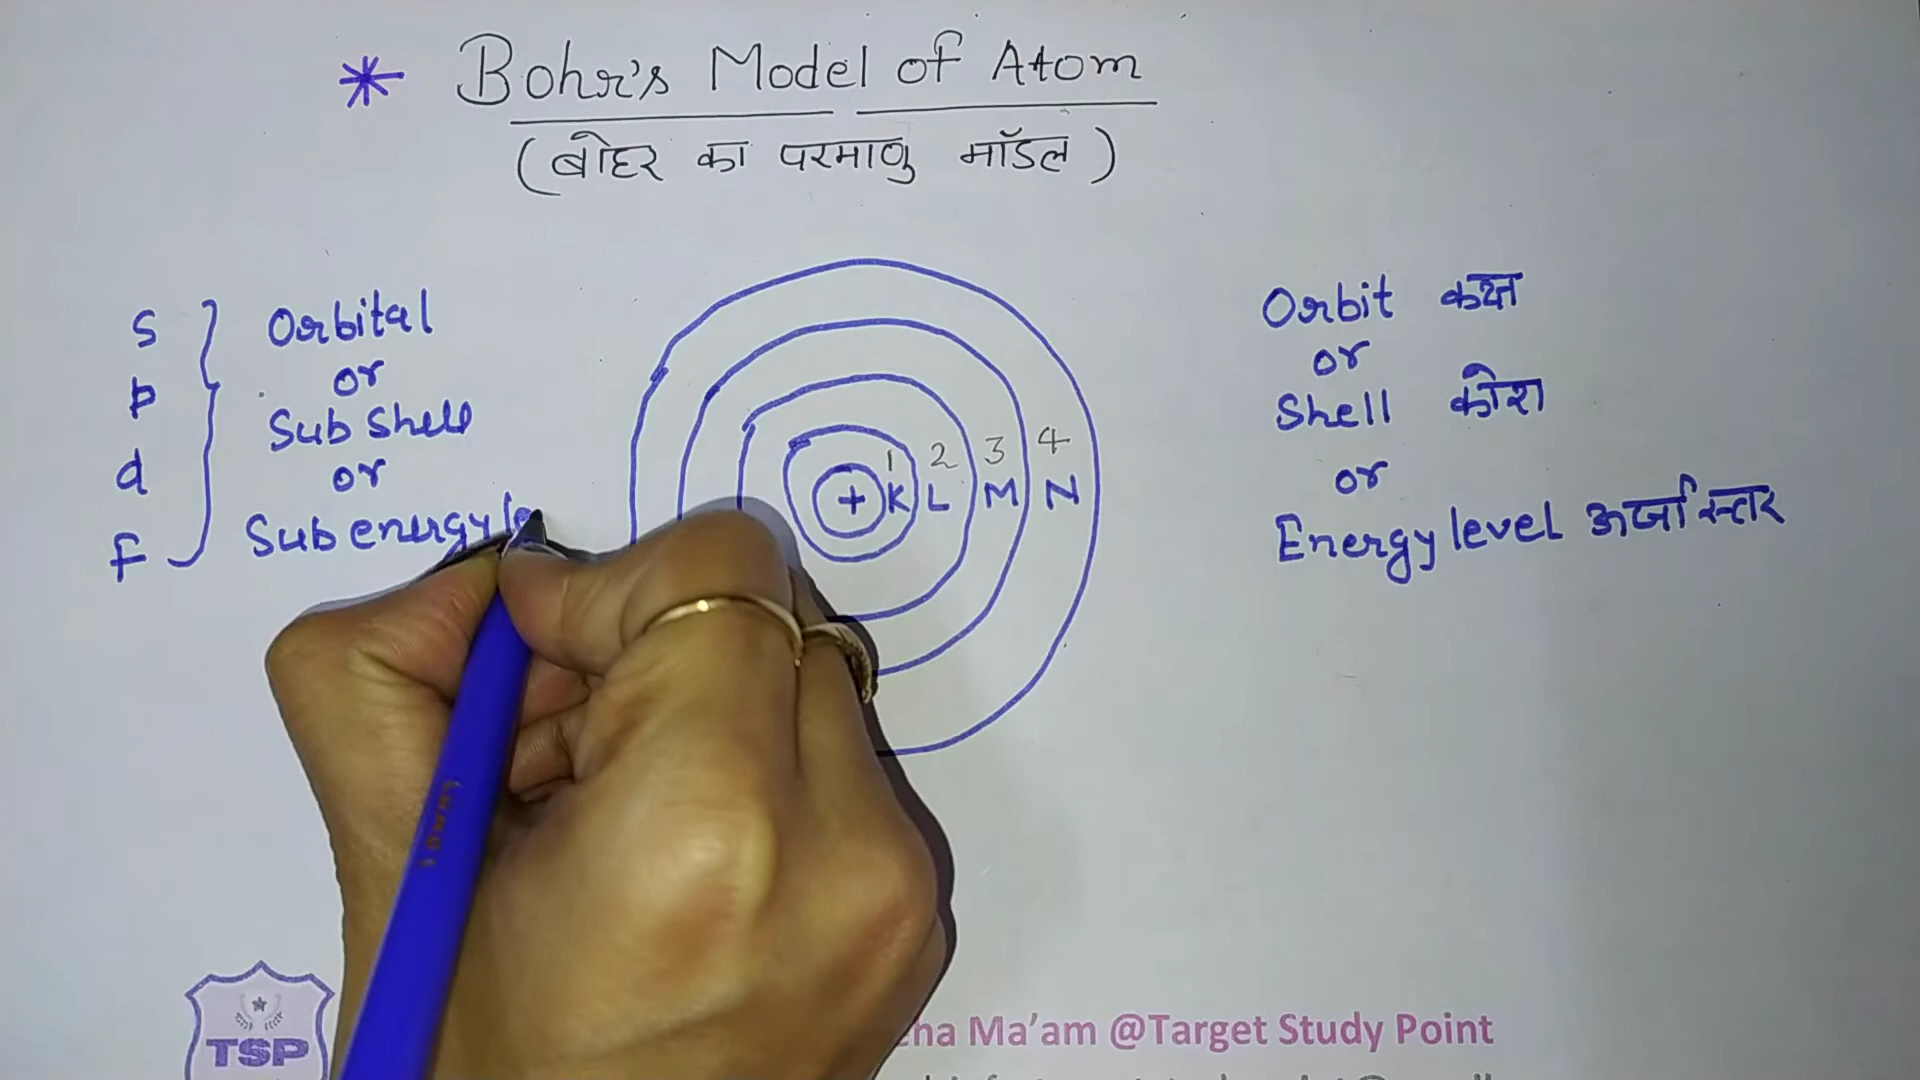 * Bohr's Model of Atom
(बोहर का परमाणु मॉडल)
s
p
d
f
Orbital
or
Sub shell
or
Sub energy le
1 2 3 4
+ K L M N
Orbit कक्ष
or
Shell कोश
or
Energy level ऊर्जा स्तर
TSP
Ma'am @Target Study Point